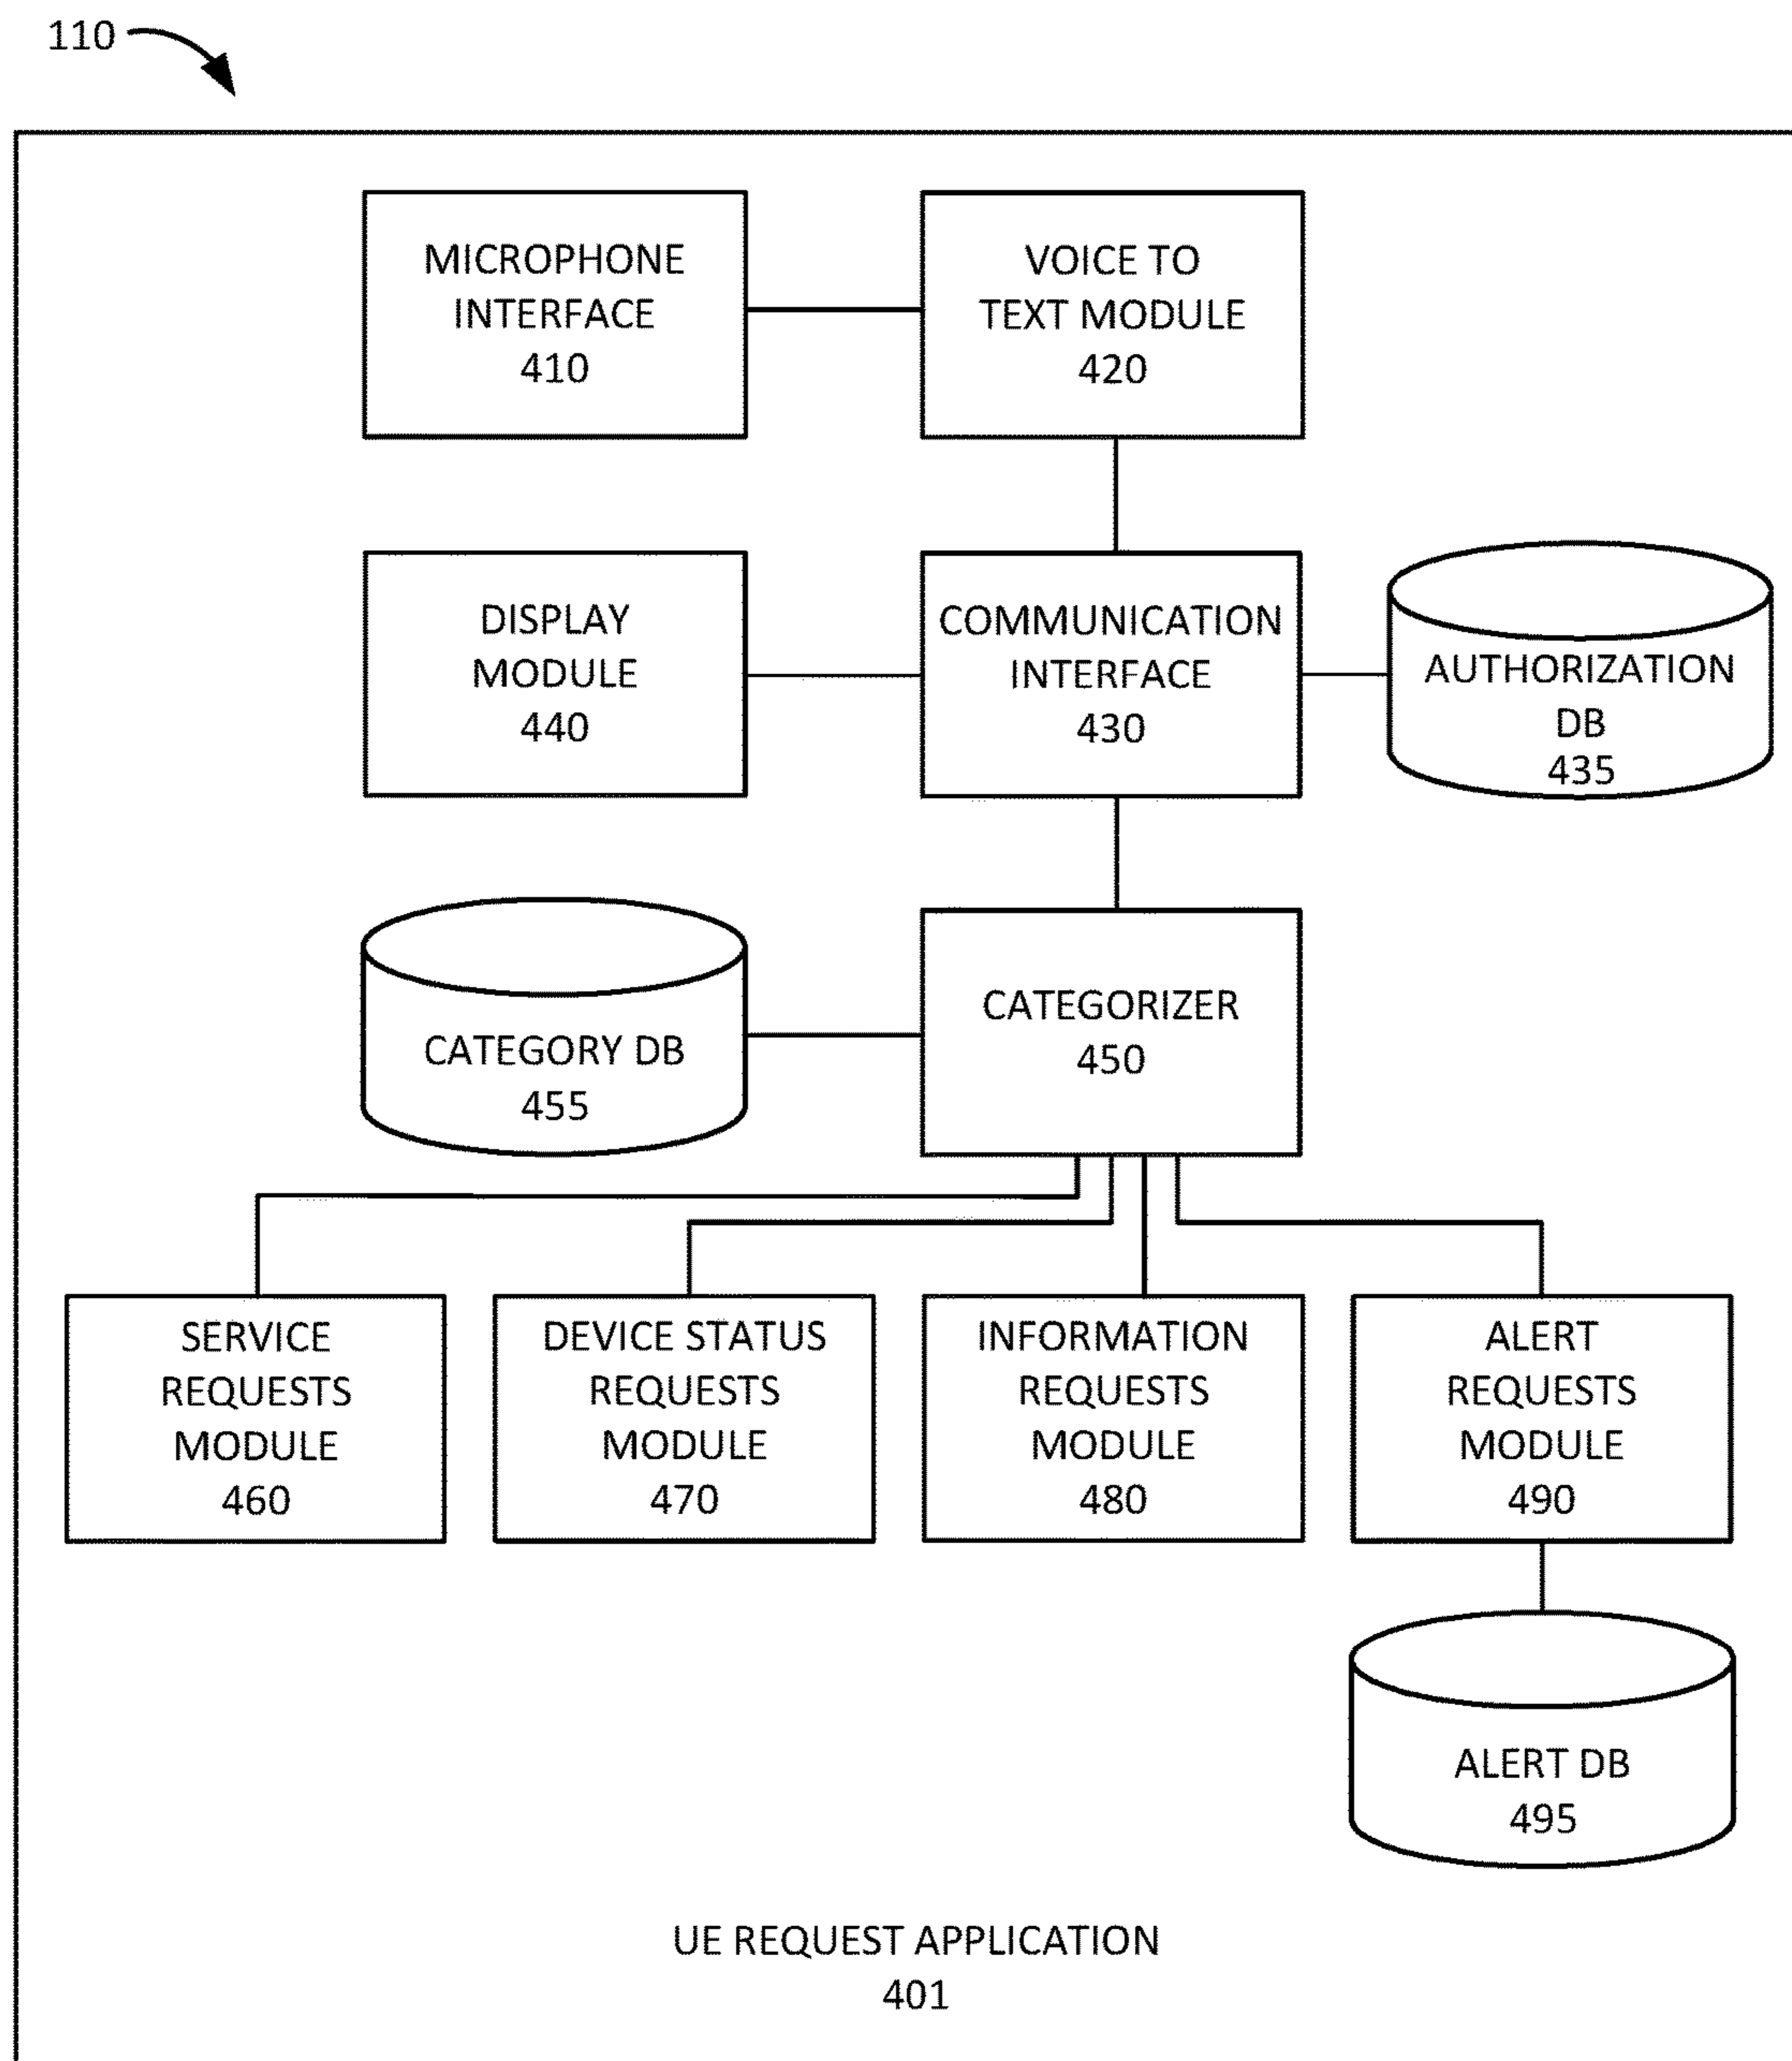 110
MICROPHONE
INTERFACE
410
VOICE TO
TEXT MODULE
420
DISPLAY
MODULE
440
COMMUNICATION
INTERFACE
430
AUTHORIZATION
DB
435
CATEGORY DB
455
CATEGORIZER
450
SERVICE
REQUESTS
MODULE
460
DEVICE STATUS
REQUESTS
MODULE
470
INFORMATION
REQUESTS
MODULE
480
ALERT
REQUESTS
MODULE
490
ALERT DB
495
UE REQUEST APPLICATION
401